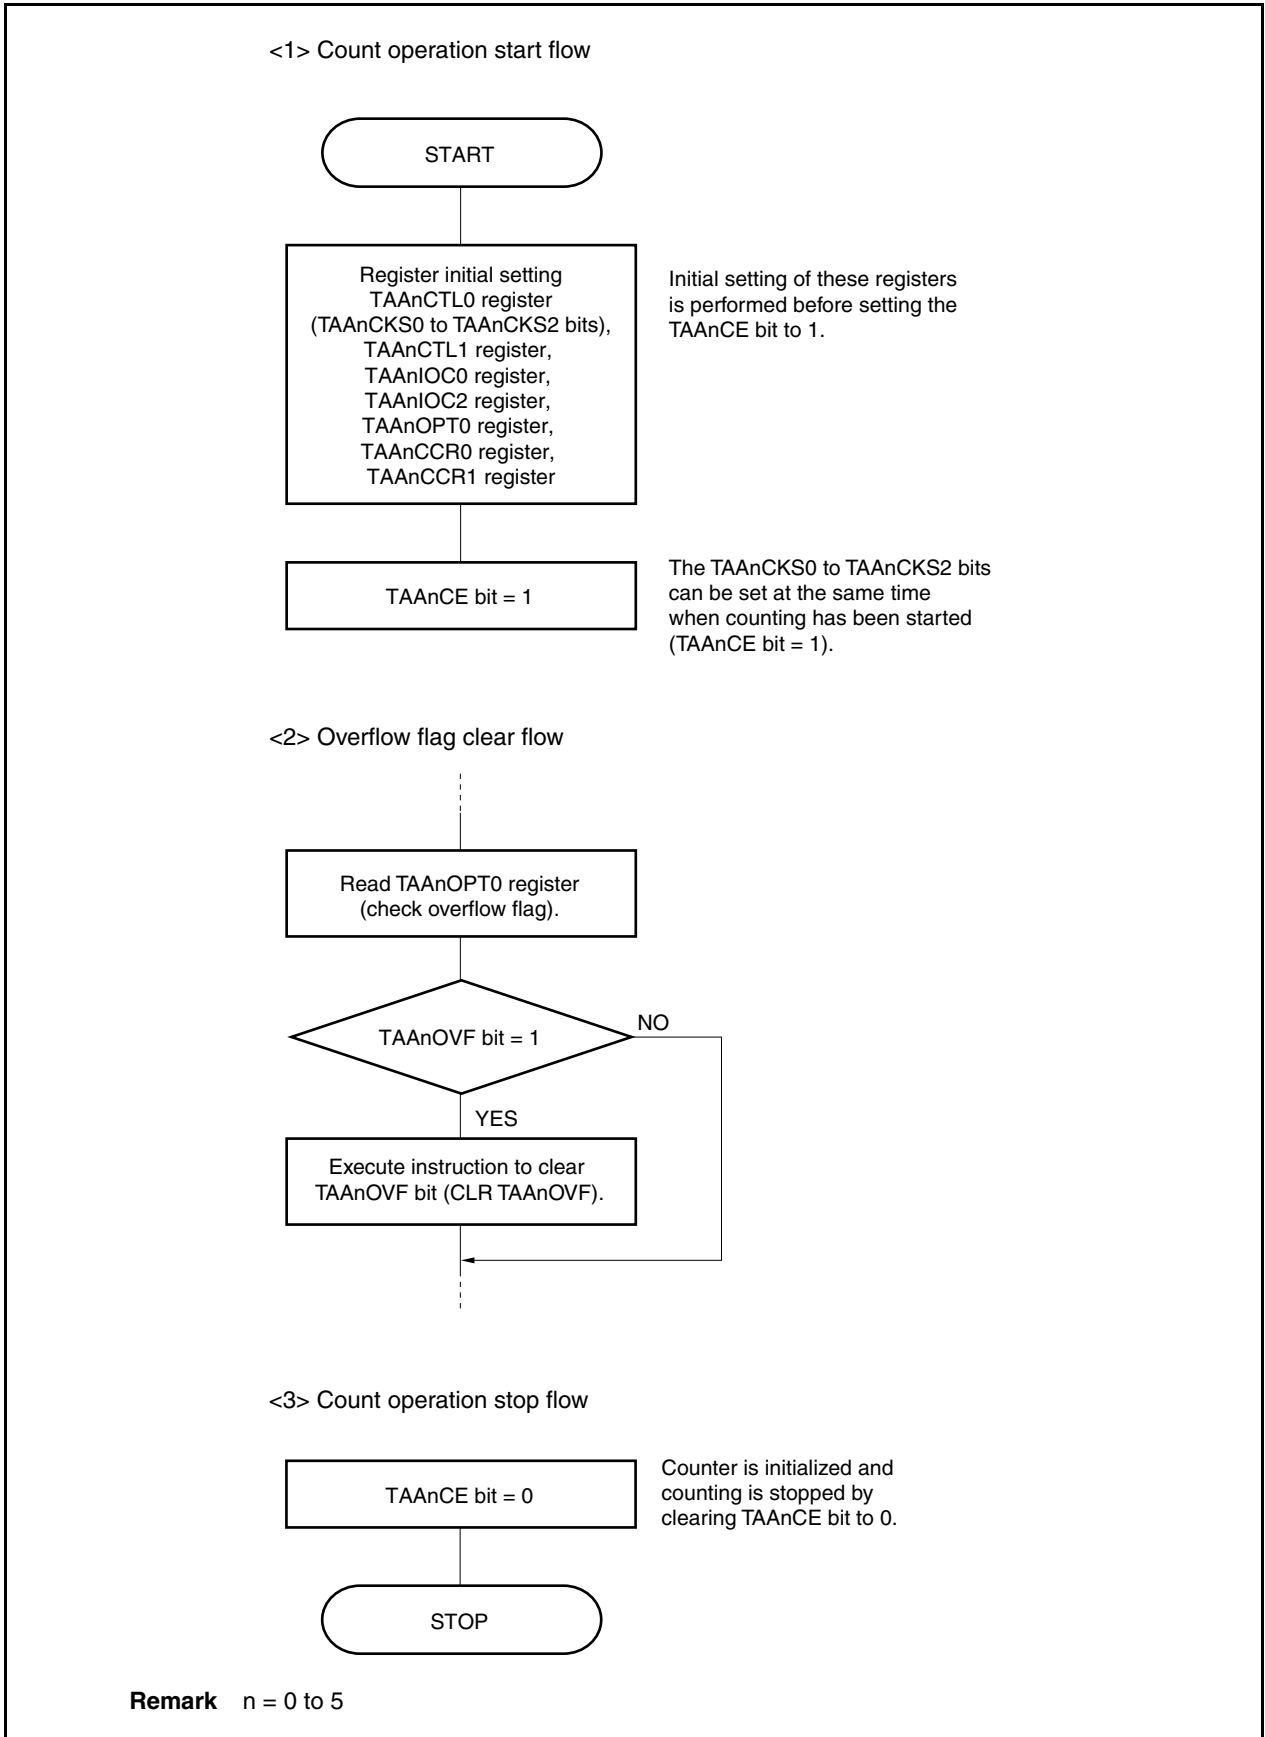 <1> Count operation start flow
START
Register initial setting
TAAnCTL0 register
(TAAnCKS0 to TAAnCKS2 bits),
TAAnCTL1 register,
TAAnIOC0 register,
TAAnIOC2 register,
TAAnOPT0 register,
TAAnCCR0 register,
TAAnCCR1 register
Initial setting of these registers
is performed before setting the
TAAnCE bit to 1.
TAAnCE bit = 1
The TAAnCKS0 to TAAnCKS2 bits
can be set at the same time
when counting has been started
(TAAnCE bit = 1).
<2> Overflow flag clear flow
Read TAAnOPT0 register
(check overflow flag).
TAAnOVF bit = 1
NO
YES
Execute instruction to clear
TAAnOVF bit (CLR TAAnOVF).
<3> Count operation stop flow
TAAnCE bit = 0
Counter is initialized and
counting is stopped by
clearing TAAnCE bit to 0.
STOP
Remark n = 0 to 5